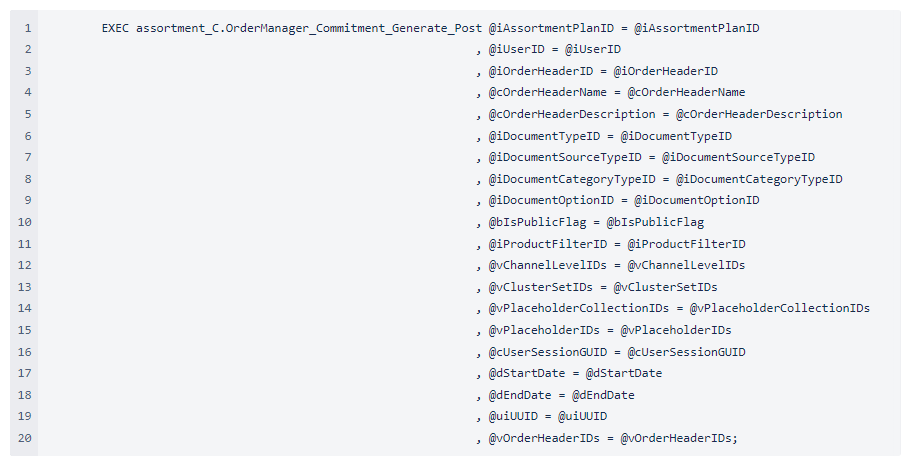 1 EXEC assortment_C.OrderManager_Commitment_Generate_Post @iAssortmentPlanID = @iAssortmentPlanID
2 , @iUserID = @iUserID
3 , @iOrderHeaderID = @iOrderHeaderID
4 , @cOrderHeaderName = @cOrderHeaderName
5 , @cOrderHeaderDescription = @cOrderHeaderDescription
6 , @iDocumentTypeID = @iDocumentTypeID
7 , @iDocumentSourceTypeID = @iDocumentSourceTypeID
8 , @iDocumentCategoryTypeID = @iDocumentCategoryTypeID
9 , @iDocumentOptionID = @iDocumentOptionID
10 , @bIsPublicFlag = @bIsPublicFlag
11 , @iProductFilterID = @iProductFilterID
12 , @vChannelLevelIDs = @vChannelLevelIDs
13 , @vClusterSetIDs = @vClusterSetIDs
14 , @vPlaceholderCollectionIDs = @vPlaceholderCollectionIDs
15 , @vPlaceholderIDs = @vPlaceholderIDs
16 , @cUserSessionGUID = @cUserSessionGUID
17 , @dStartDate = @dStartDate
18 , @dEndDate = @dEndDate
19 , @uiUUID = @uiUUID
20 , @vOrderHeaderIDs = @vOrderHeaderIDs;